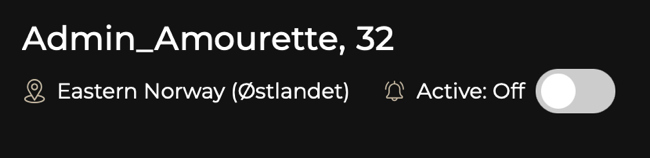 Admin_Amourette, 32
Eastern Norway (Østlandet) Active: Off